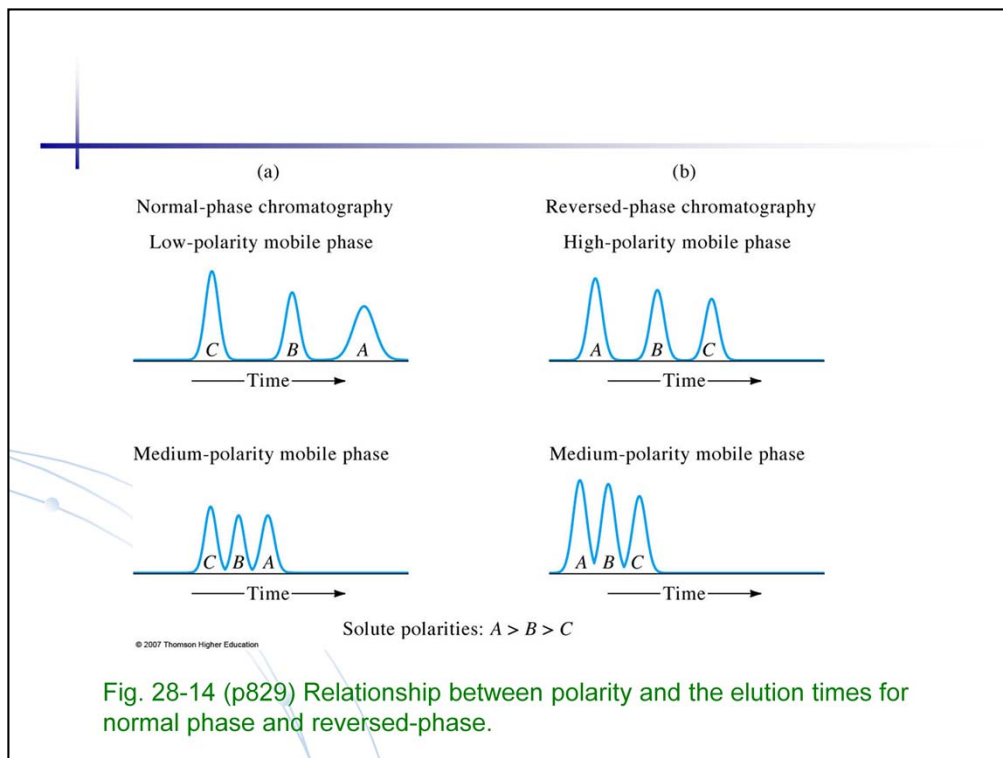 (a)
Normal-phase chromatography
Low-polarity mobile phase
C B A
Time
Medium-polarity mobile phase
C B A
Time
(b)
Reversed-phase chromatography
High-polarity mobile phase
A B C
Time
Medium-polarity mobile phase
A B C
Time
Solute polarities: A > B > C
© 2007 Thomson Higher Education
Fig. 28-14 (p829) Relationship between polarity and the elution times for
normal phase and reversed-phase.